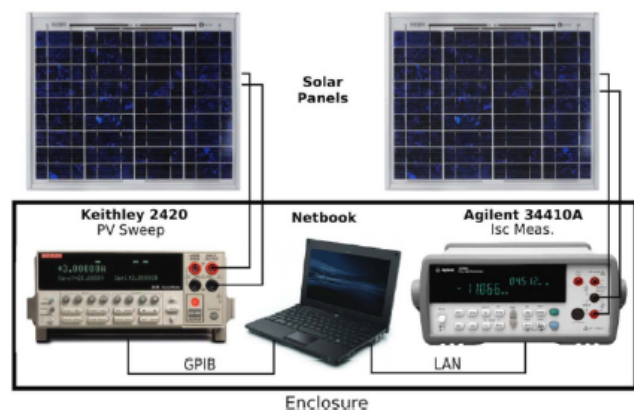 Solar
Panels
Keithley 2420
PV Sweep
Netbook
Agilent 34410A
Isc Meas.
GPIB
LAN
Enclosure